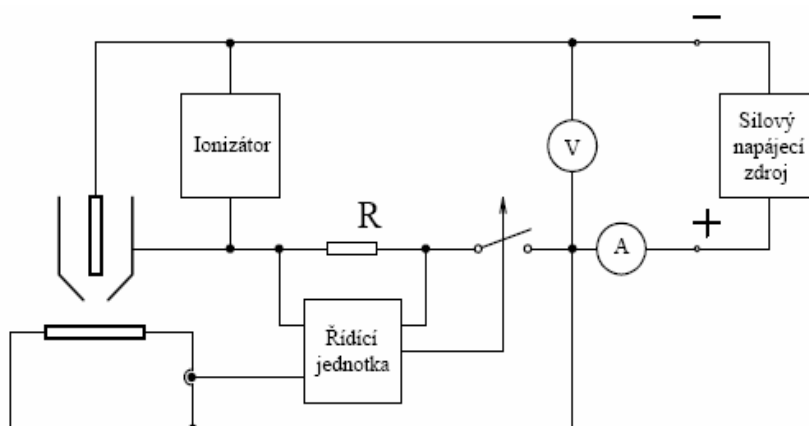 −
Ionizátor
Silový
napájecí
zdroj
V
R
+
A
Řídící
jednotka